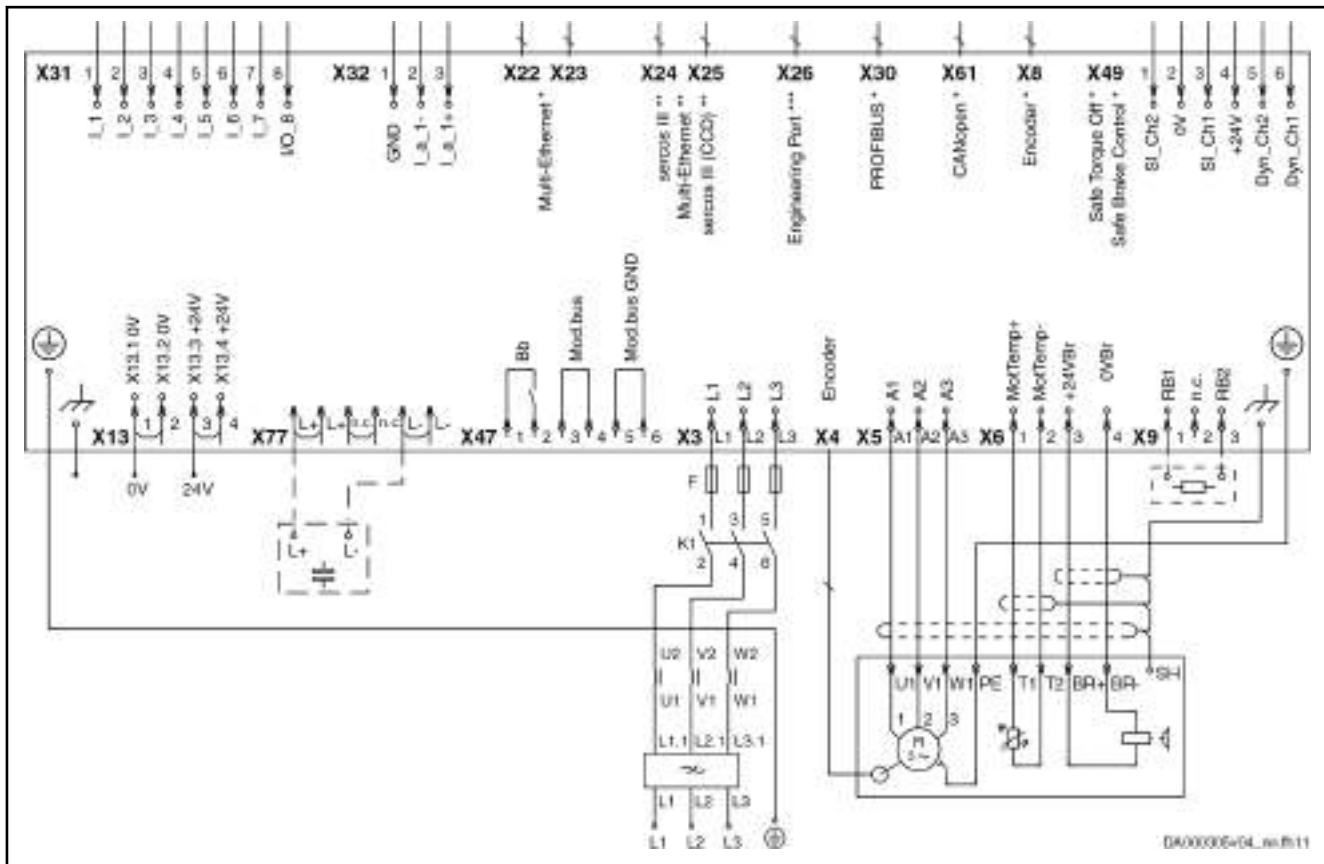 X31 1 2 3 4 5 6 7 8
X32 1 2 3
X22 X23
X24 X25
X26
X30
X61
X8
X49 1 2 3 4 5 6
I_1
I_2
I_3
I_4
I_5
I_6
I_7
I/O_8
GND
I_a_1-
I_a_1+
Multi-Ethernet *
sercos III **
Multi-Ethernet **
sercos III (CCD) **
Engineering Port ***
PROFIBUS *
CANopen *
Encoder *
Safe Torque Off *
Safe Brake Control *
SI_Ch2
0V
SI_Ch1
+24V
Dyn_Ch2
Dyn_Ch1
X13.1 0V
X13.2 0V
X13.3 +24V
X13.4 +24V
Bb
Mod.bus
Mod.bus GND
L1
L2
L3
Encoder
A1
A2
A3
MotTemp+
MotTemp-
+24VBr
0VBr
RB1
n.c.
RB2
X13 1 2 3 4
X77 L+ L+ n.c. n.c. L- L-
X47 1 2 3 4 5 6
X3 L1 L2 L3
X4
X5 A1 A2 A3
X6 1 2 3 4
X9 1 2 3
0V 24V
L+ L-
F
1 3 5
K1
2 4 6
U2 V2 W2
U1 V1 W1
L1.1 L2.1 L3.1
L1 L2 L3
L1 L2 L3
SH
U1 V1 W1 PE T1 T2 BR+ BR-
1 2 3
M
3
DA000305v04_nn.fh11